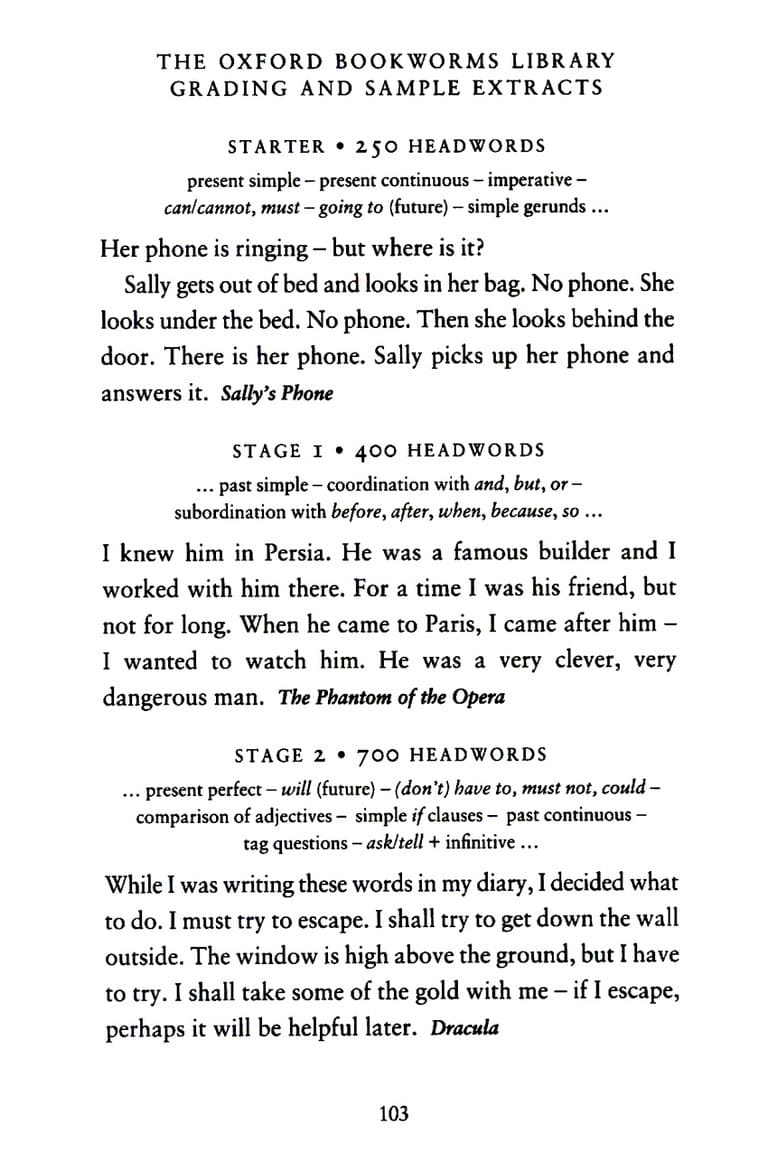 THE OXFORD BOOKWORMS LIBRARY
GRADING AND SAMPLE EXTRACTS
STARTER • 250 HEADWORDS
present simple – present continuous – imperative –
can/cannot, must – going to (future) – simple gerunds ...
Her phone is ringing – but where is it?
Sally gets out of bed and looks in her bag. No phone. She
looks under the bed. No phone. Then she looks behind the
door. There is her phone. Sally picks up her phone and
answers it. Sally's Phone
STAGE 1 • 400 HEADWORDS
... past simple – coordination with and, but, or –
subordination with before, after, when, because, so ...
I knew him in Persia. He was a famous builder and I
worked with him there. For a time I was his friend, but
not for long. When he came to Paris, I came after him –
I wanted to watch him. He was a very clever, very
dangerous man. The Phantom of the Opera
STAGE 2 • 700 HEADWORDS
... present perfect – will (future) – (don't) have to, must not, could –
comparison of adjectives – simple if clauses – past continuous –
tag questions – ask/tell + infinitive ...
While I was writing these words in my diary, I decided what
to do. I must try to escape. I shall try to get down the wall
outside. The window is high above the ground, but I have
to try. I shall take some of the gold with me – if I escape,
perhaps it will be helpful later. Dracula
103